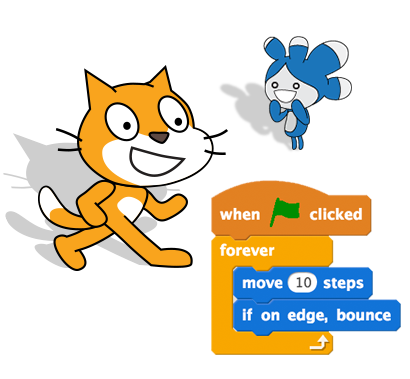 when clicked
forever
move 10 steps
if on edge, bounce